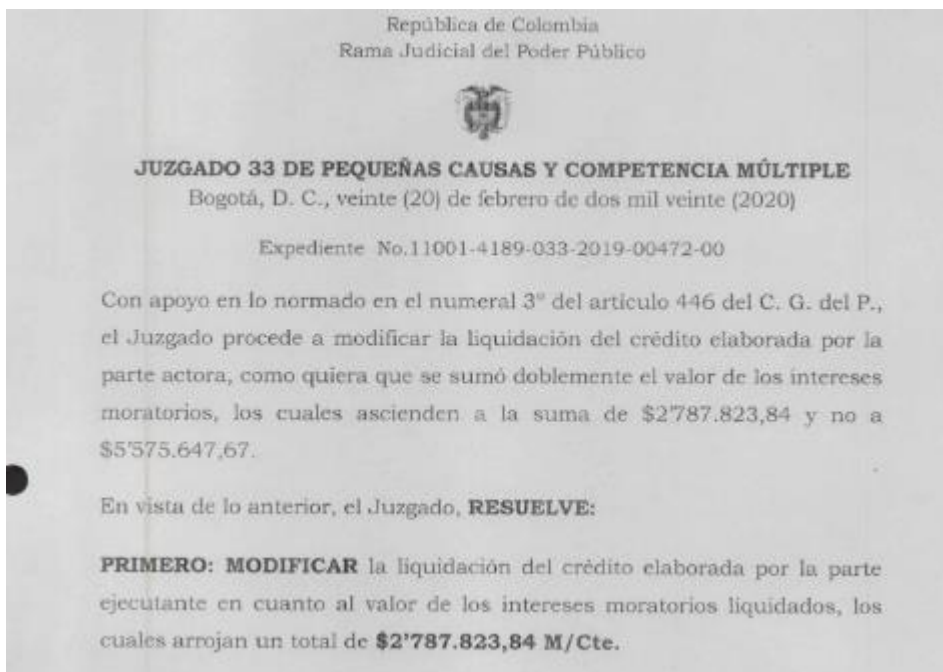 República de Colombia
Rama Judicial del Poder Público
JUZGADO 33 DE PEQUEÑAS CAUSAS Y COMPETENCIA MÚLTIPLE
Bogotá, D. C., veinte (20) de febrero de dos mil veinte (2020)
Expediente No.11001-4189-033-2019-00472-00
Con apoyo en lo normado en el numeral 3º del artículo 446 del C. G. del P.,
el Juzgado procede a modificar la liquidación del crédito elaborada por la
parte actora, como quiera que se sumó doblemente el valor de los intereses
moratorios, los cuales ascienden a la suma de $2'787.823,84 y no a
$5'575.647,67.
En vista de lo anterior, el Juzgado, RESUELVE:
PRIMERO: MODIFICAR la liquidación del crédito elaborada por la parte
ejecutante en cuanto al valor de los intereses moratorios liquidados, los
cuales arrojan un total de $2'787.823,84 M/Cte.